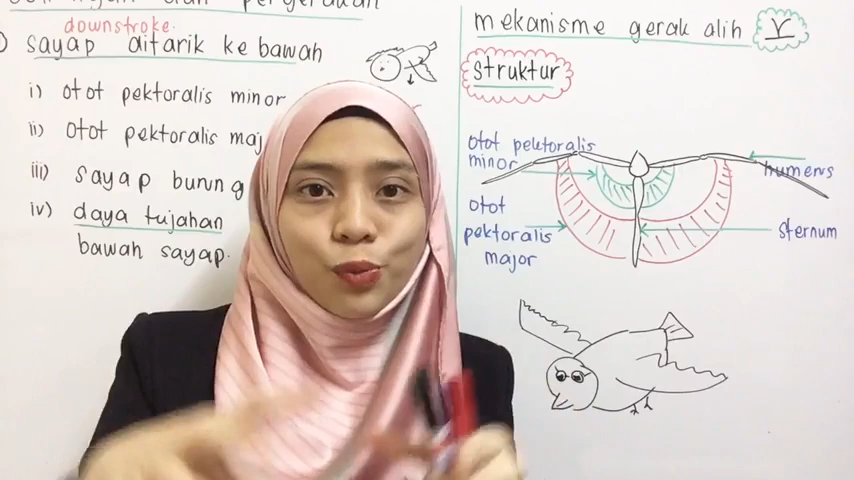 downstroke.
sayap ditarik ke bawah
i) otot pektoralis minor
ii) otot pektoralis maj
iii) sayap burung
iv) daya tujahan
bawah sayap.
mekanisme gerak alih
struktur
otot pektoralis
minor
humerus
otot
pektoralis
major
sternum